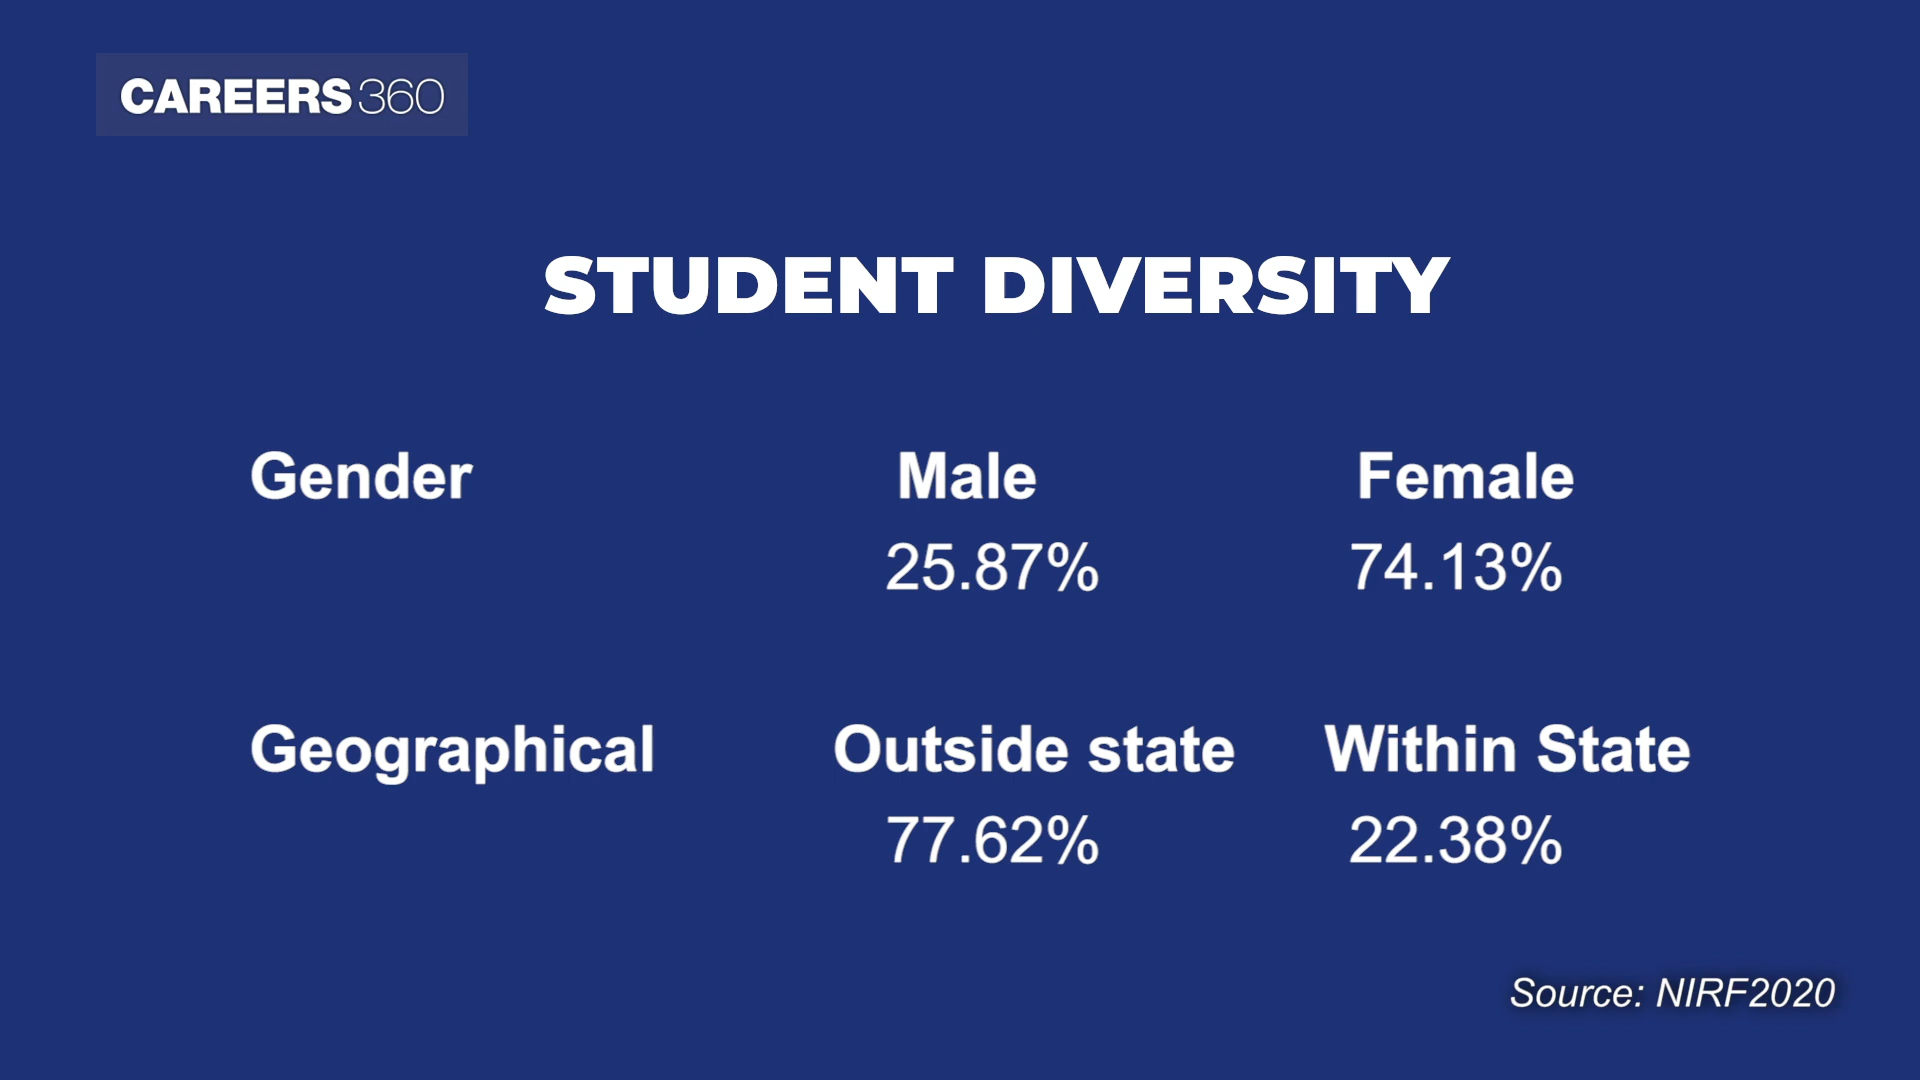 CAREERS360
STUDENT DIVERSITY
Gender Male Female
25.87% 74.13%
Geographical Outside state Within State
77.62% 22.38%
Source: NIRF2020